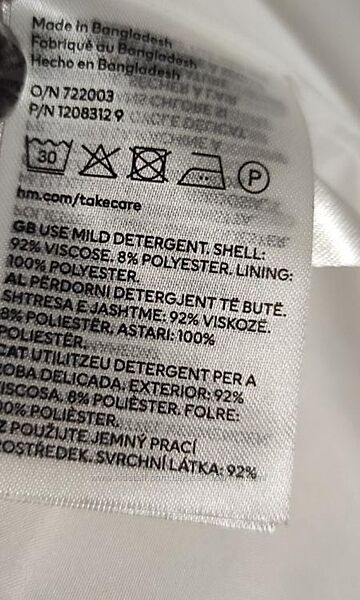 Made in Bangladesh
Fabriqué au Bangladesh
Hecho en Bangladesh
O/N 722003
P/N 1208312 9
30
P
hm.com/takecare
GB USE MILD DETERGENT. SHELL:
92% VISCOSE. 8% POLYESTER. LINING:
100% POLYESTER.
AL PËRDORNI DETERGJENT TË BUTË.
SHTRESA E JASHTME: 92% VISKOZË.
8% POLIESTËR. ASTARI: 100%
POLIESTËR.
CAT UTILITZEU DETERGENT PER A
ROBA DELICADA. EXTERIOR: 92%
VISCOSA. 8% POLIÈSTER. FOLRE:
100% POLIÈSTER.
CZ POUŽIJTE JEMNÝ PRACÍ
PROSTŘEDEK. SVRCHNÍ LÁTKA: 92%